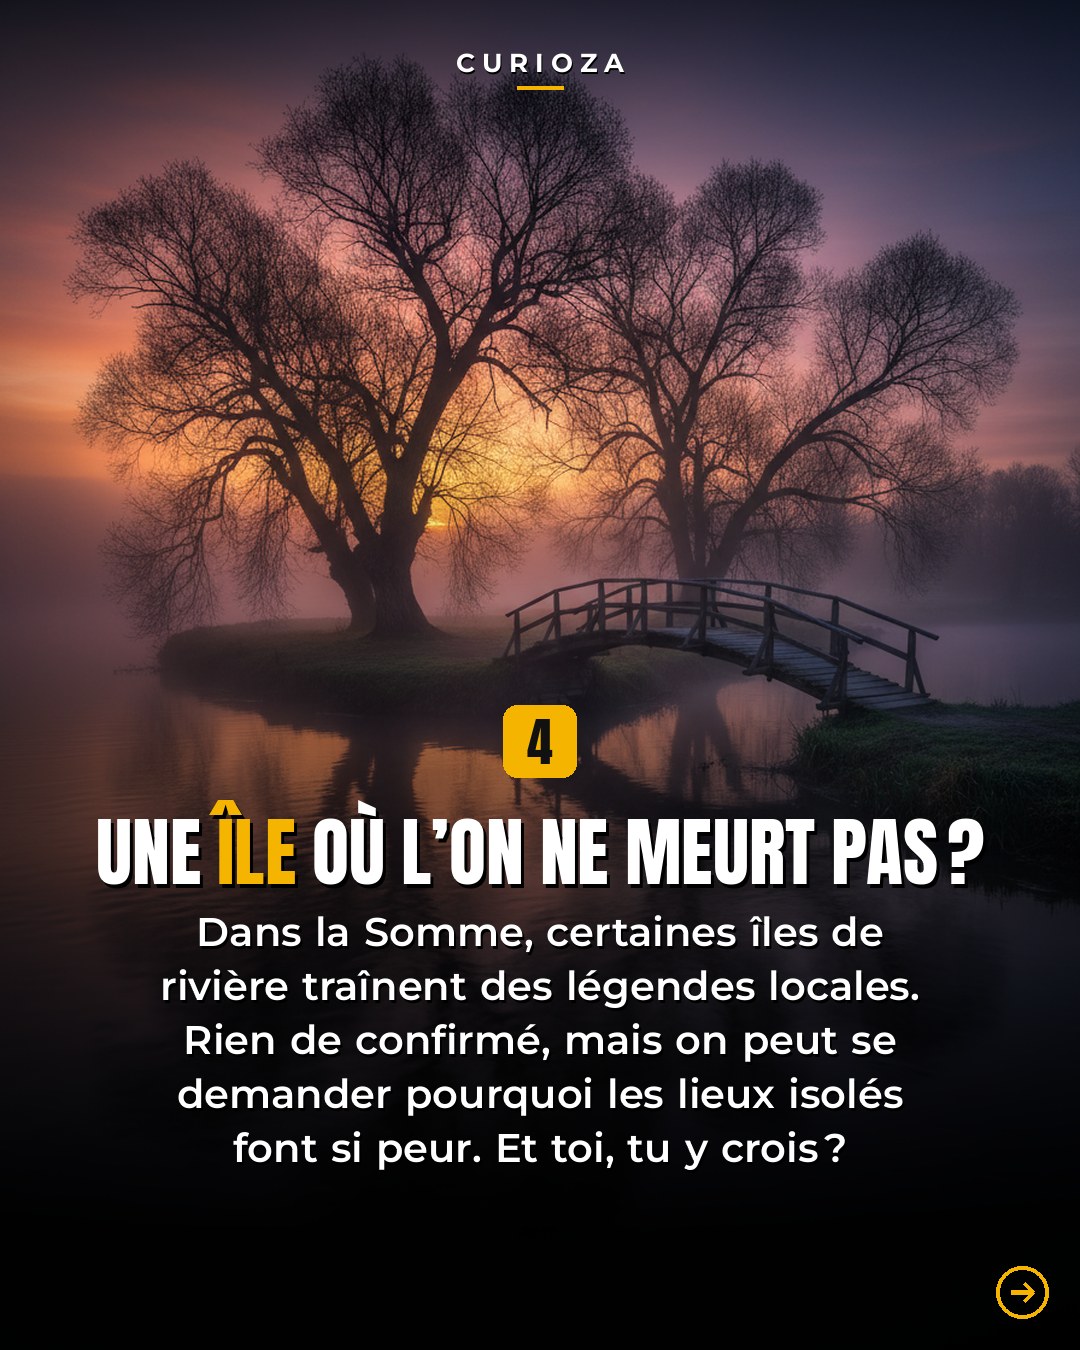 CURIOZA
4
UNE ÎLE OÙ L’ON NE MEURT PAS ?
Dans la Somme, certaines îles de
rivière traînent des légendes locales.
Rien de confirmé, mais on peut se
demander pourquoi les lieux isolés
font si peur. Et toi, tu y crois ?